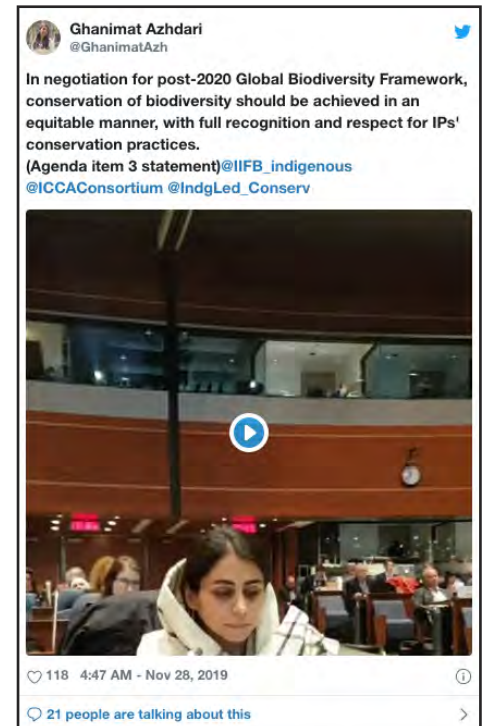 Ghanimat Azhdari
@GhanimatAzh
In negotiation for post-2020 Global Biodiversity Framework,
conservation of biodiversity should be achieved in an
equitable manner, with full recognition and respect for IPs'
conservation practices.
(Agenda item 3 statement)@IIFB_indigenous
@ICCAConsortium @IndgLed_Conserv
118 4:47 AM - Nov 28, 2019
21 people are talking about this